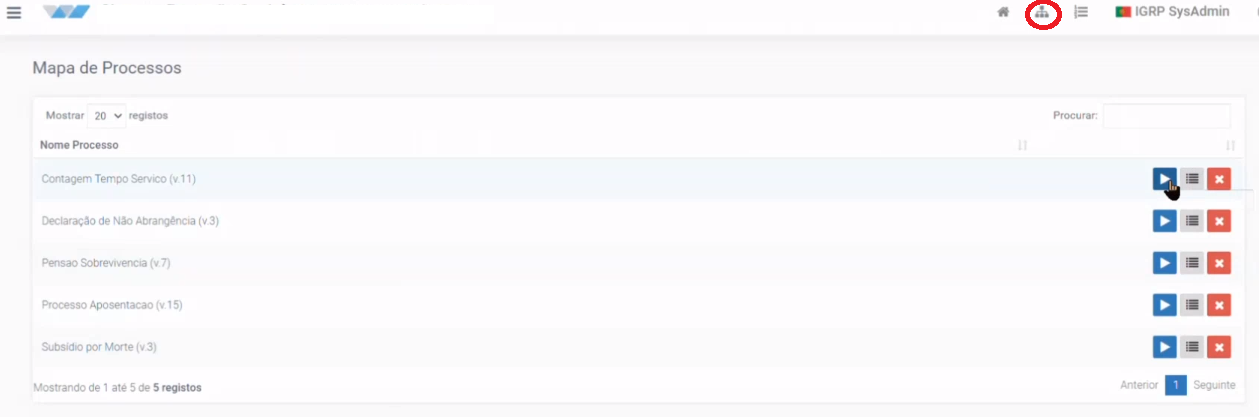 IGRP SysAdmin
Mapa de Processos
Mostrar 20 registos
Procurar:
Nome Processo
Contagem Tempo Servico (v.11)
Declaração de Não Abrangência (v.3)
Pensao Sobrevivencia (v.7)
Processo Aposentacao (v.15)
Subsídio por Morte (v.3)
Mostrando de 1 até 5 de 5 registos
Anterior 1 Seguinte